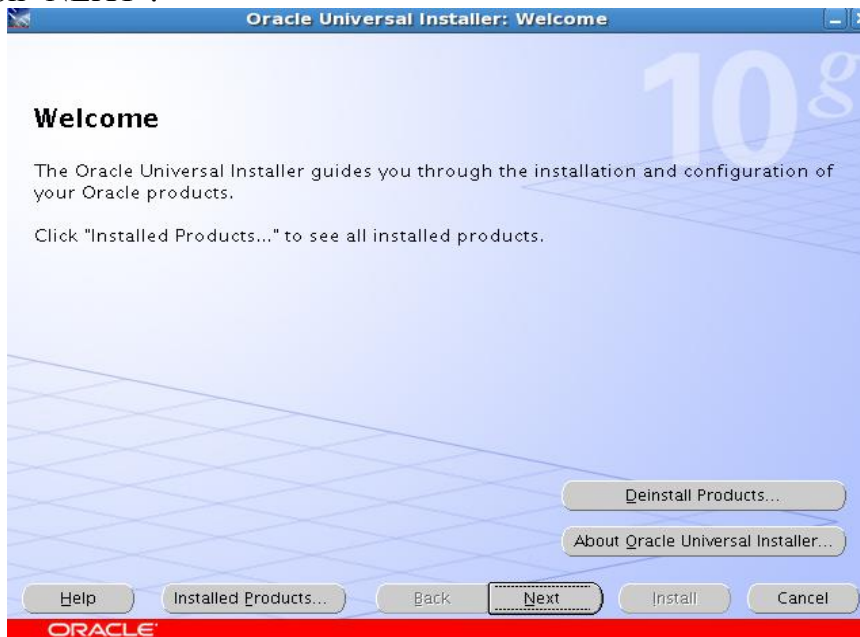 Oracle Universal Installer: Welcome
10g
Welcome
The Oracle Universal Installer guides you through the installation and configuration of
your Oracle products.
Click "Installed Products..." to see all installed products.
Deinstall Products...
About Oracle Universal Installer...
Help Installed Products... Back Next Install Cancel
ORACLE